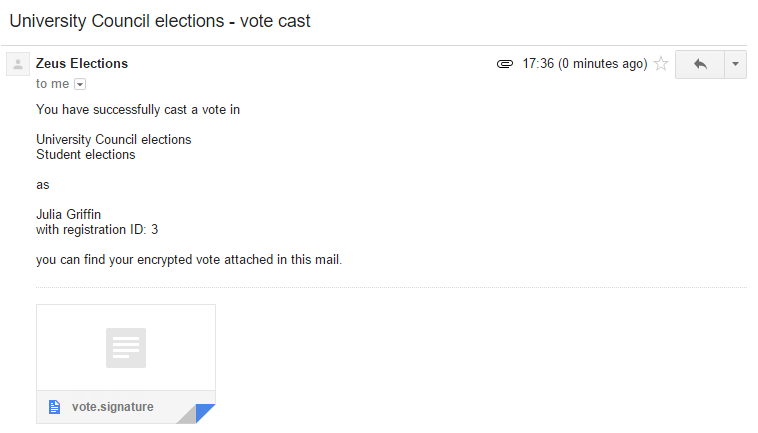 University Council elections - vote cast
Zeus Elections
17:36 (0 minutes ago)
to me
You have successfully cast a vote in
University Council elections
Student elections
as
Julia Griffin
with registration ID: 3
you can find your encrypted vote attached in this mail.
vote.signature